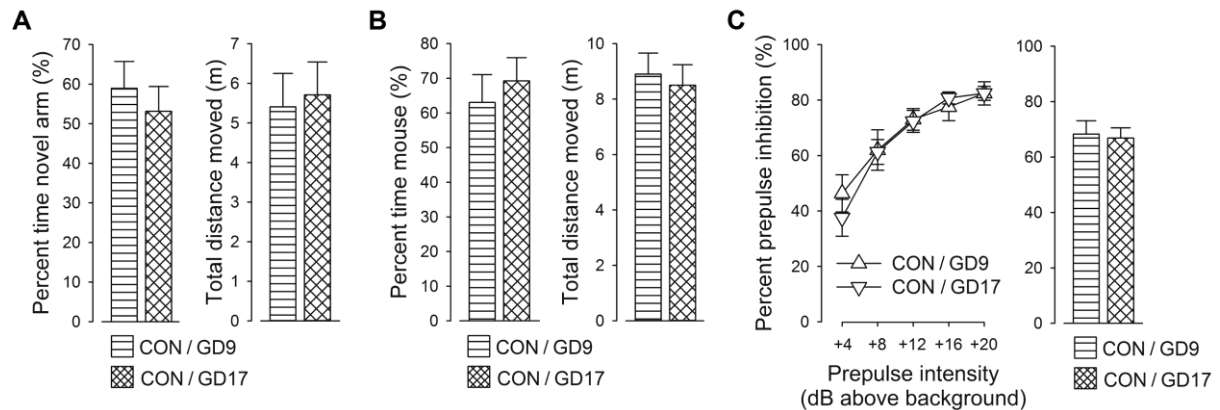 A
Percent time novel arm (%)
70
60
50
40
30
20
10
0
Total distance moved (m)
7
6
5
4
3
2
1
0
CON / GD9
CON / GD17
B
Percent time mouse (%)
80
70
60
50
40
30
20
10
0
Total distance moved (m)
10
8
6
4
2
0
CON / GD9
CON / GD17
C
Percent prepulse inhibition (%)
100
80
60
40
20
0
CON / GD9
CON / GD17
+4 +8 +12 +16 +20
Prepulse intensity
(dB above background)
100
80
60
40
20
0
CON / GD9
CON / GD17